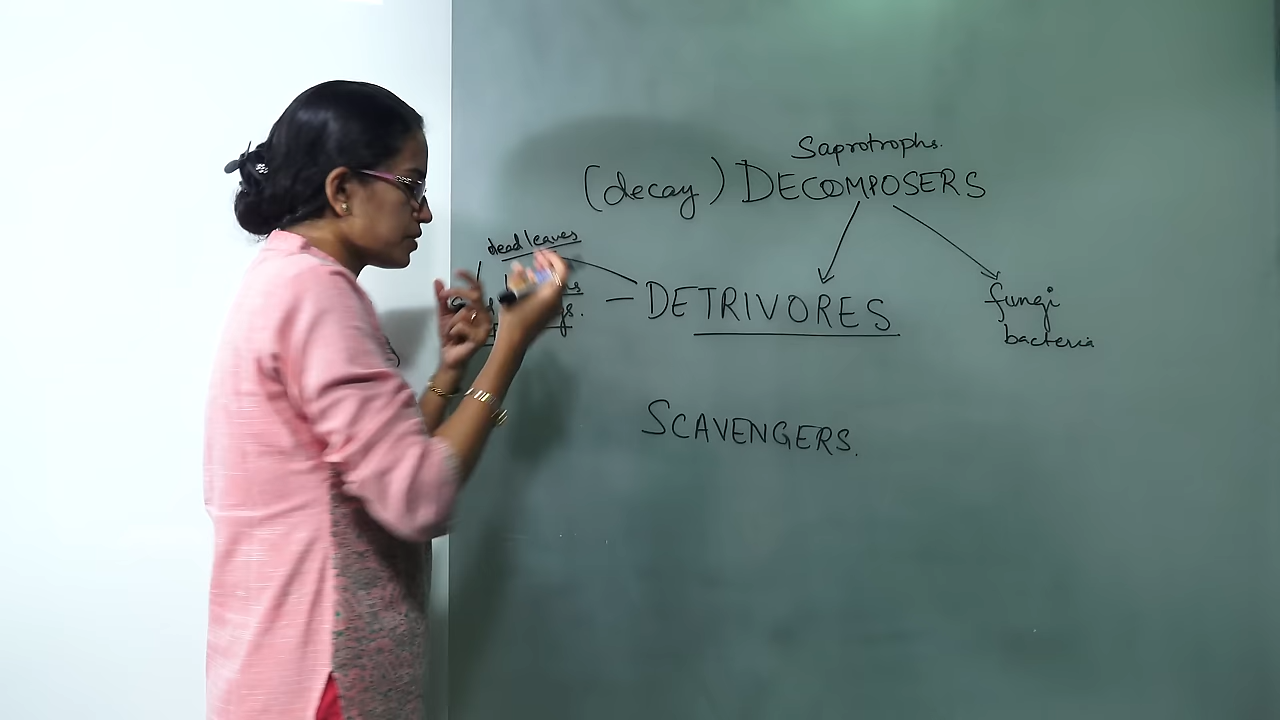 Saprotrophs.
(decay) DECOMPOSERS
dead leaves
— DETRIVORES
fungi
bacteria
SCAVENGERS.